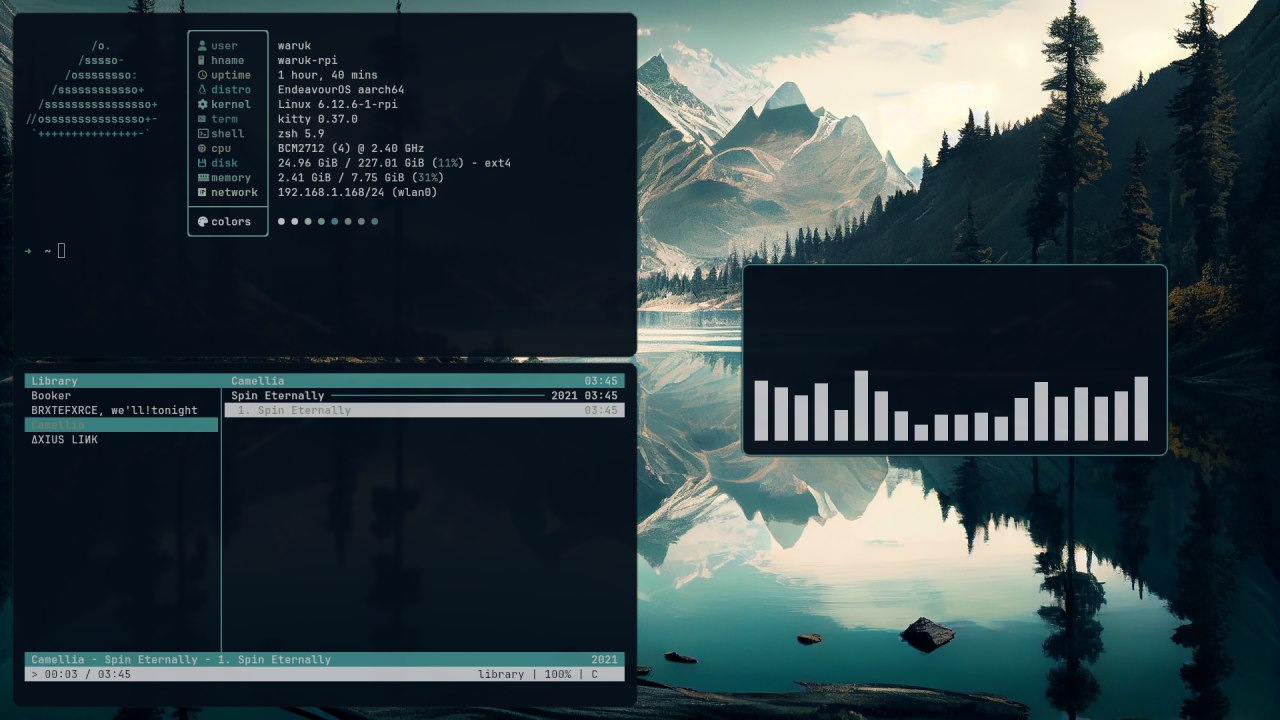 /o.
/sssso-
/ossssssso:
/ssssssssssso+
/ssssssssssssssso+
//osssssssssssssso+-
`+++++++++++++++-`
user waruk
hname waruk-rpi
uptime 1 hour, 40 mins
distro EndeavourOS aarch64
kernel Linux 6.12.6-1-rpi
term kitty 0.37.0
shell zsh 5.9
cpu BCM2712 (4) @ 2.40 GHz
disk 24.96 GiB / 227.01 GiB (11%) - ext4
memory 2.41 GiB / 7.75 GiB (31%)
network 192.168.1.168/24 (wlan0)
colors
→ ~
Library
Booker
BRXTEFXRCE, we'll!tonight
Camellia
ΔXIUS LIИK
Camellia 03:45
Spin Eternally 2021 03:45
1. Spin Eternally 03:45
Camellia - Spin Eternally - 1. Spin Eternally 2021
> 00:03 / 03:45 library | 100% | C